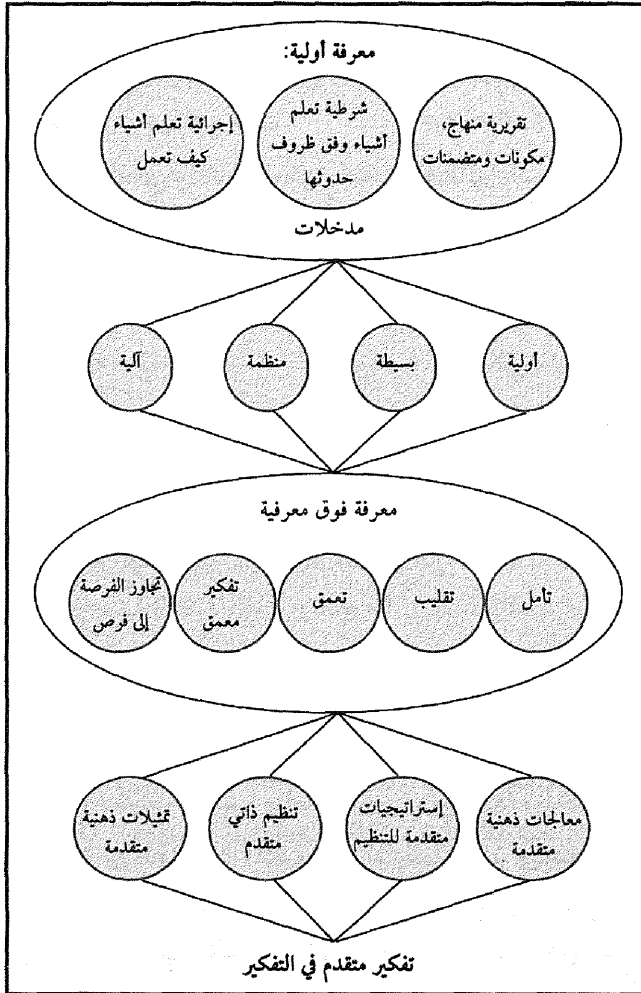 معرفة أولية:
تقريرية منهاج،
مكونات ومتضمنات
شرطية تعلم
أشياء وفق ظروف
حدوثها
إجرائية تعلم أشياء
كيف تعمل
مدخلات
أولية
بسيطة
منظمة
آلية
معرفة فوق معرفية
تأمل
تقليب
تعمق
تفكير
معمق
تجاوز الفرصة
إلى فرص
معالجات ذهنية
متقدمة
إستراتيجيات
متقدمة للتنظيم
تنظيم ذاتي
متقدم
تمثيلات ذهنية
متقدمة
تفكير متقدم في التفكير